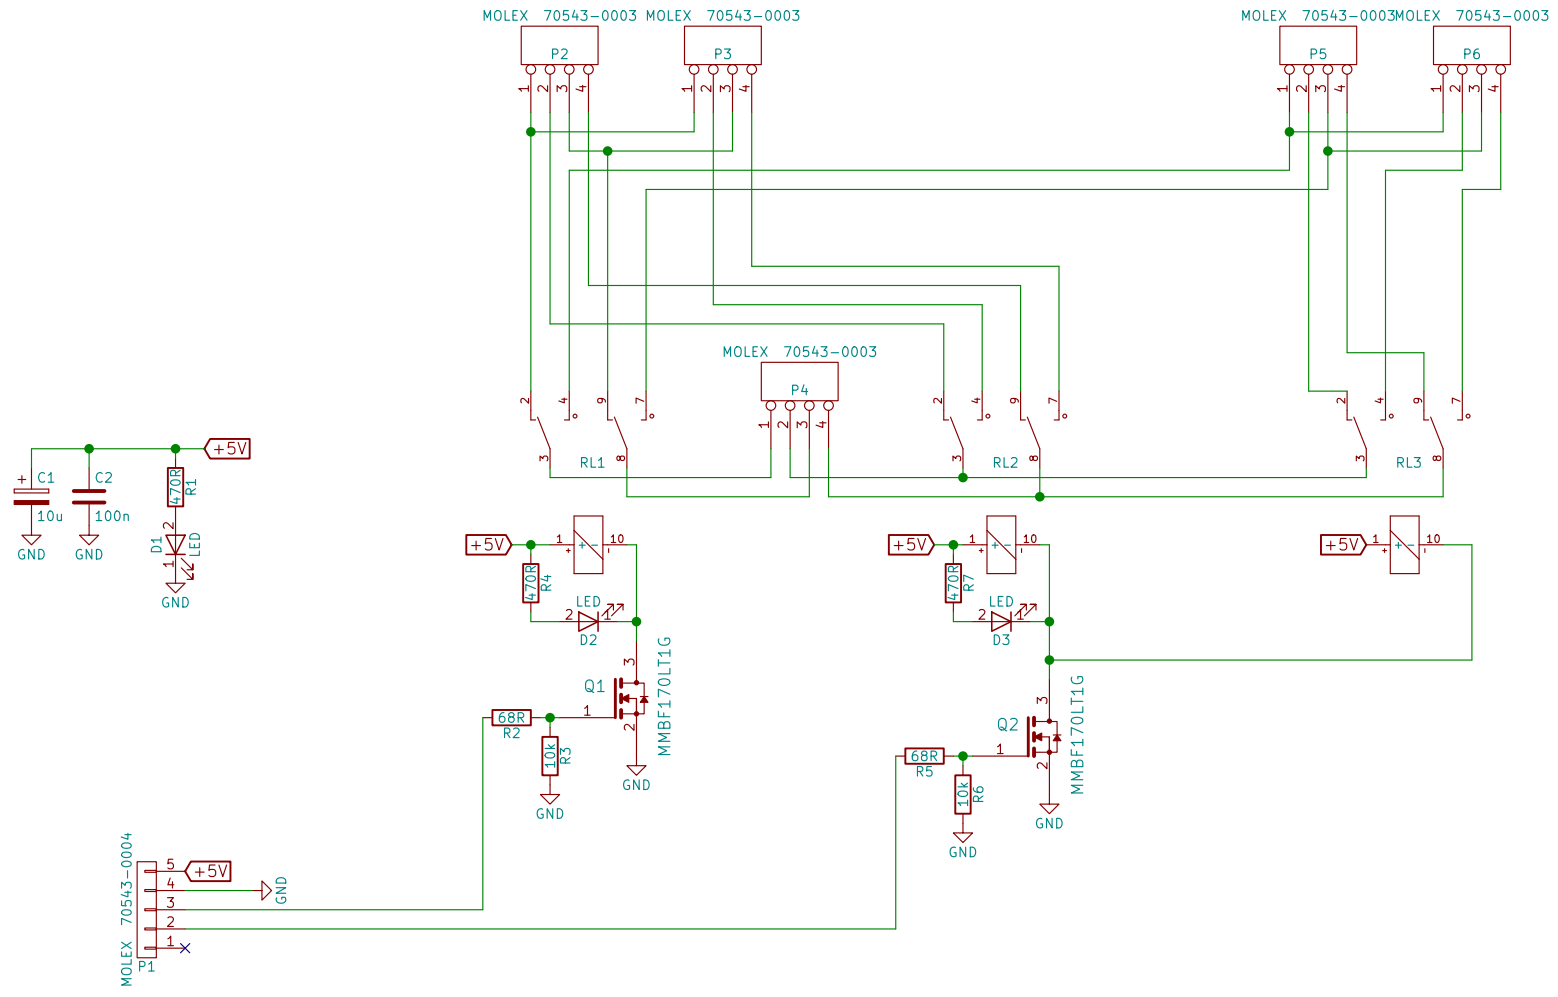 MOLEX 70543-0003
MOLEX 70543-0003
MOLEX 70543-0003
MOLEX 70543-0003
P2
P3
P5
P6
1 2 3 4
1 2 3 4
1 2 3 4
1 2 3 4
MOLEX 70543-0003
P4
1 2 3 4
2 4 9 7
3 RL1 8
2 4 9 7
3 RL2 8
2 4 9 7
3 RL3 8
+5V
+ C1
10u
GND
C2
100n
GND
470R
R1
2
D1
LED
1
GND
+5V
1
+
+ -
10
-
470R
R4
LED
2
1
D2
+5V
1
+
+ -
10
-
470R
R7
LED
2
1
D3
+5V
1
+
+ -
10
-
3
Q1
1
2
MMBF170LT1G
GND
68R
R2
10k
R3
GND
3
Q2
1
2
MMBF170LT1G
GND
68R
R5
10k
R6
GND
MOLEX 70543-0004
5
+5V
4
GND
3
2
1
P1